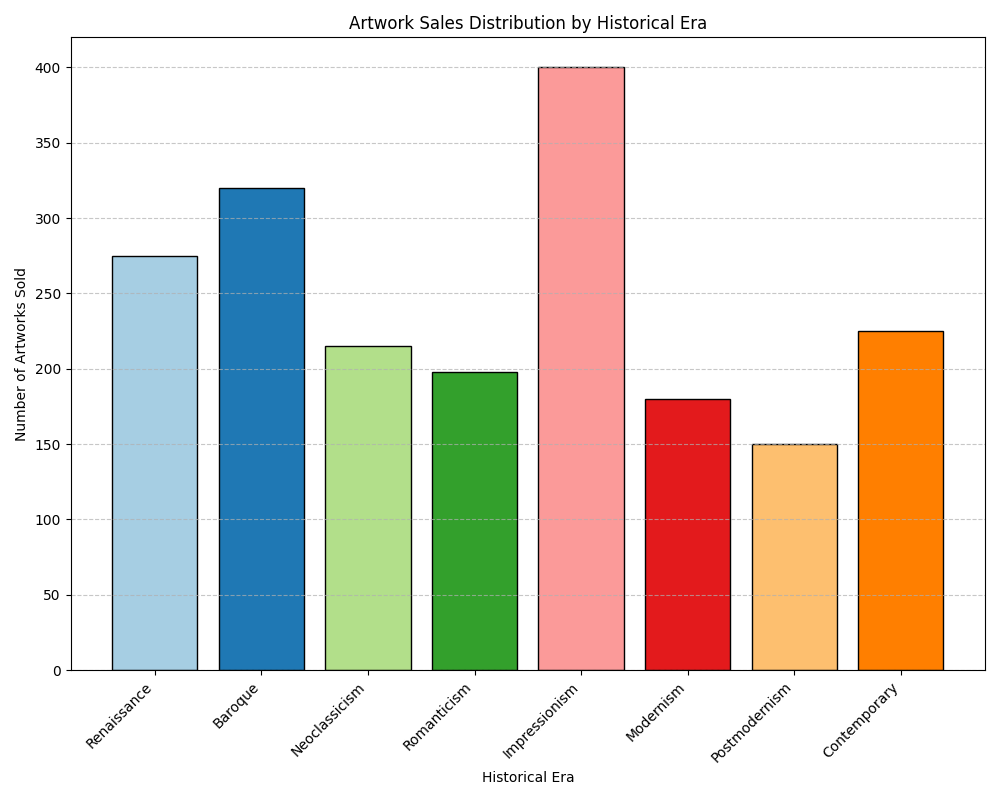 Artwork Sales Distribution by Historical Era
Number of Artworks Sold
400
350
300
250
200
150
100
50
0
Renaissance
Baroque
Neoclassicism
Romanticism
Impressionism
Modernism
Postmodernism
Contemporary
Historical Era